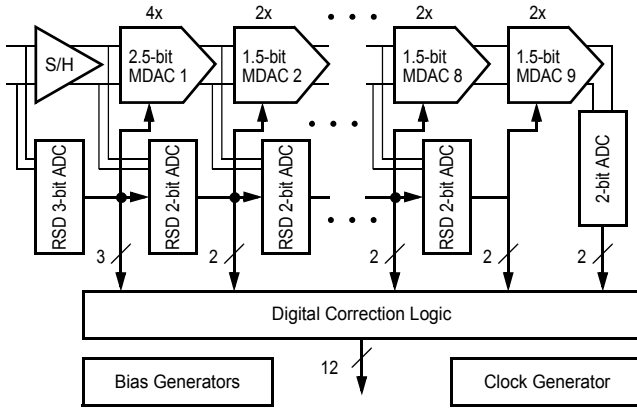 4x
2x
2x
2x
S/H
2.5-bit
MDAC 1
1.5-bit
MDAC 2
1.5-bit
MDAC 8
1.5-bit
MDAC 9
RSD 3-bit ADC
RSD 2-bit ADC
RSD 2-bit ADC
RSD 2-bit ADC
2-bit ADC
3
2
2
2
2
Digital Correction Logic
12
Bias Generators
Clock Generator